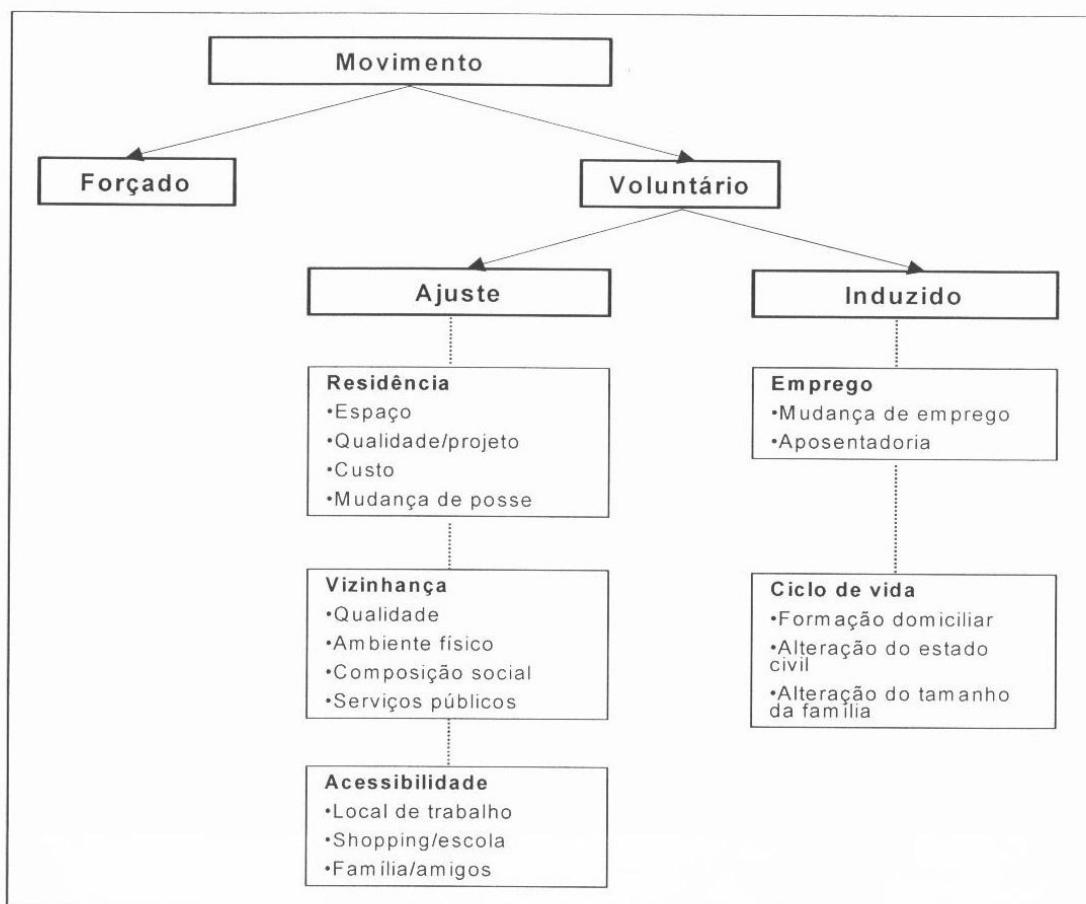 Movimento
Forçado
Voluntário
Ajuste
Induzido
Residência
•Espaço
•Qualidade/projeto
•Custo
•Mudança de posse
Vizinhança
•Qualidade
•Ambiente físico
•Composição social
•Serviços públicos
Acessibilidade
•Local de trabalho
•Shopping/escola
•Família/amigos
Emprego
•Mudança de emprego
•Aposentadoria
Ciclo de vida
•Formação domiciliar
•Alteração do estado
civil
•Alteração do tamanho
da família